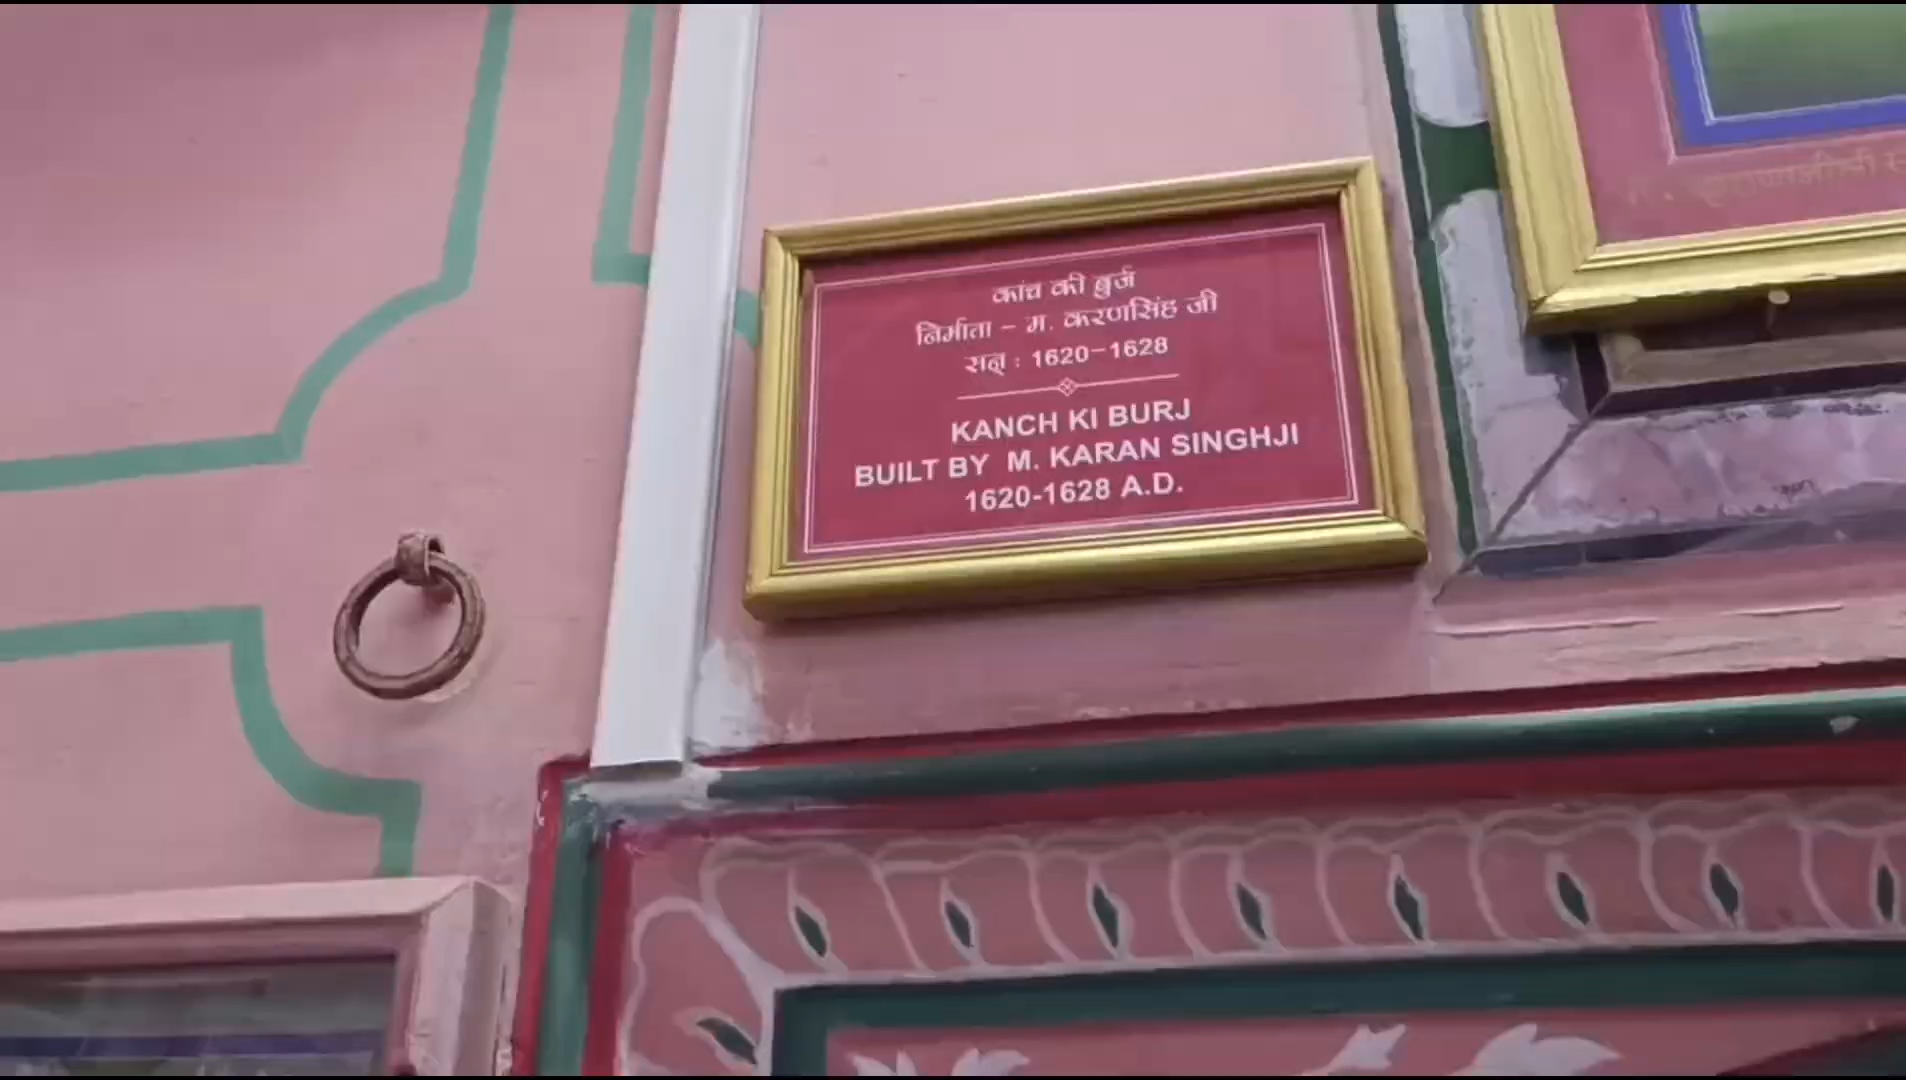 कांच की बुर्ज
निर्माता - म. करणसिंह जी
सन् : 1620-1628
KANCH KI BURJ
BUILT BY M. KARAN SINGHJI
1620-1628 A.D.